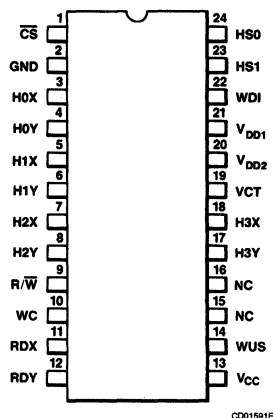 1 24
C̅S̅ HS0
2 23
GND HS1
3 22
H0X WDI
4 21
H0Y VDD1
5 20
H1X VDD2
6 19
H1Y VCT
7 18
H2X H3X
8 17
H2Y H3Y
9 16
R/W̅ NC
10 15
WC NC
11 14
RDX WUS
12 13
RDY VCC
CD01591F